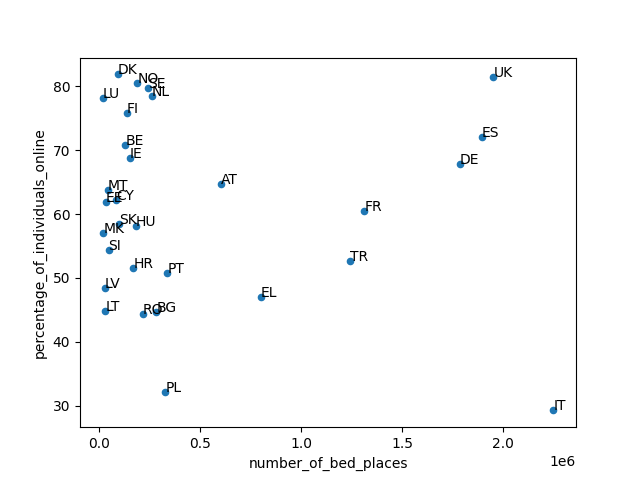 DK
UK
NO
SE
80
LU
NL
FI
ES
BE
70
IE
DE
AT
MT
EE
CY
FR
60
SK
HU
MK
SI
TR
HR
PT
50
LV
EL
LT
RO
BG
40
PL
IT
30
percentage_of_individuals_online
0.0 0.5 1.0 1.5 2.0
1e6
number_of_bed_places